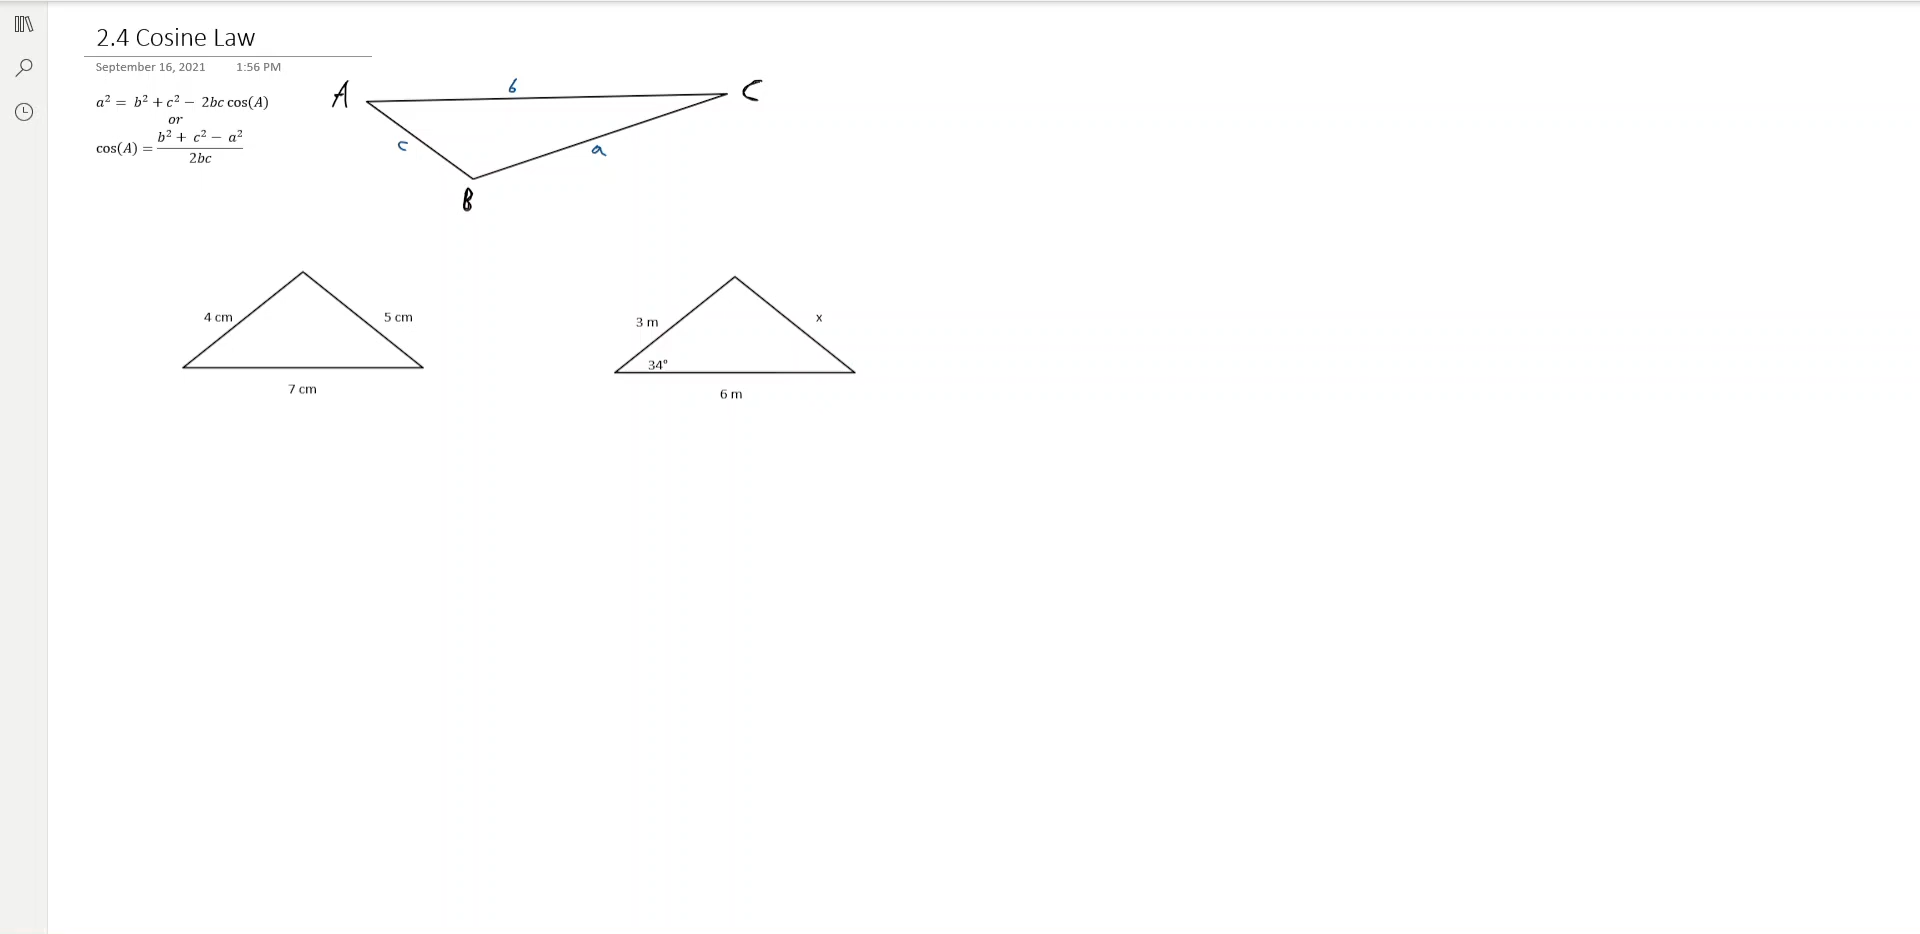 2.4 Cosine Law
September 16, 2021 1:56 PM
a² = b² + c² − 2bc cos(A)
or
cos(A) = (b² + c² − a²) / 2bc
A
b
C
c
a
B
4 cm
5 cm
7 cm
3 m
x
34°
6 m